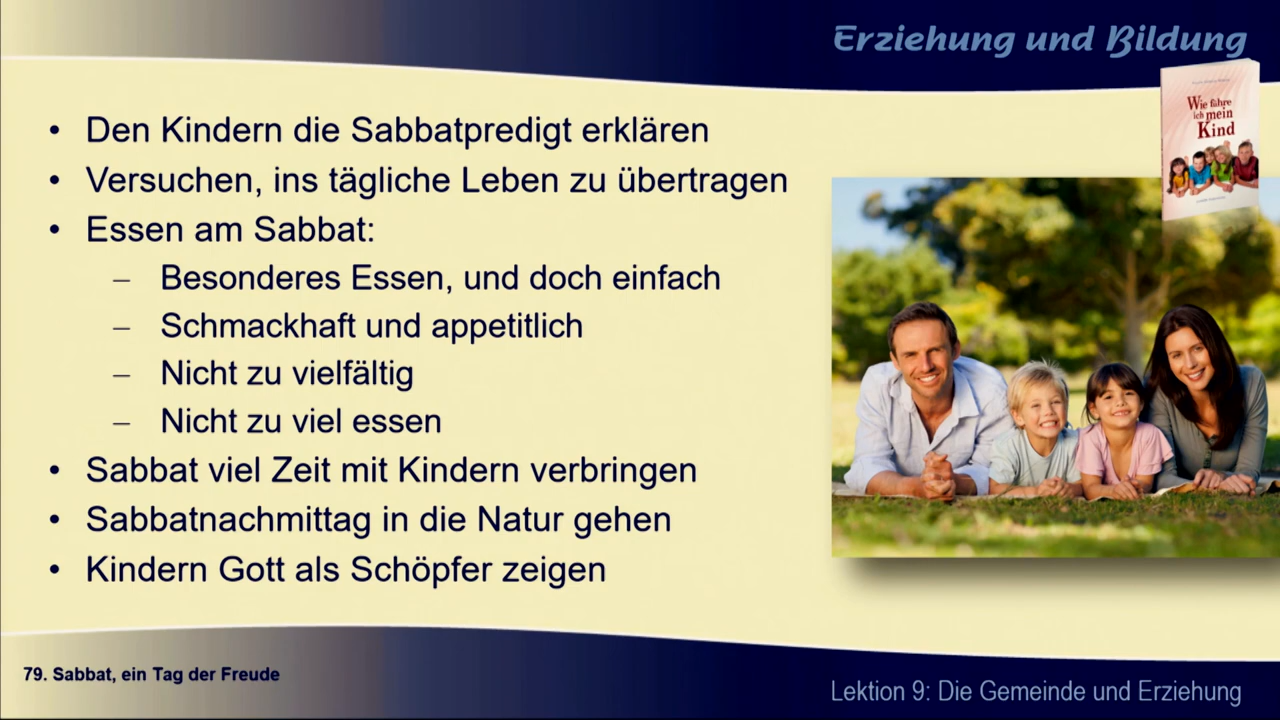 Erziehung und Bildung
Wie führe
ich mein
Kind
• Den Kindern die Sabbatpredigt erklären
• Versuchen, ins tägliche Leben zu übertragen
• Essen am Sabbat:
– Besonderes Essen, und doch einfach
– Schmackhaft und appetitlich
– Nicht zu vielfältig
– Nicht zu viel essen
• Sabbat viel Zeit mit Kindern verbringen
• Sabbatnachmittag in die Natur gehen
• Kindern Gott als Schöpfer zeigen
79. Sabbat, ein Tag der Freude
Lektion 9: Die Gemeinde und Erziehung